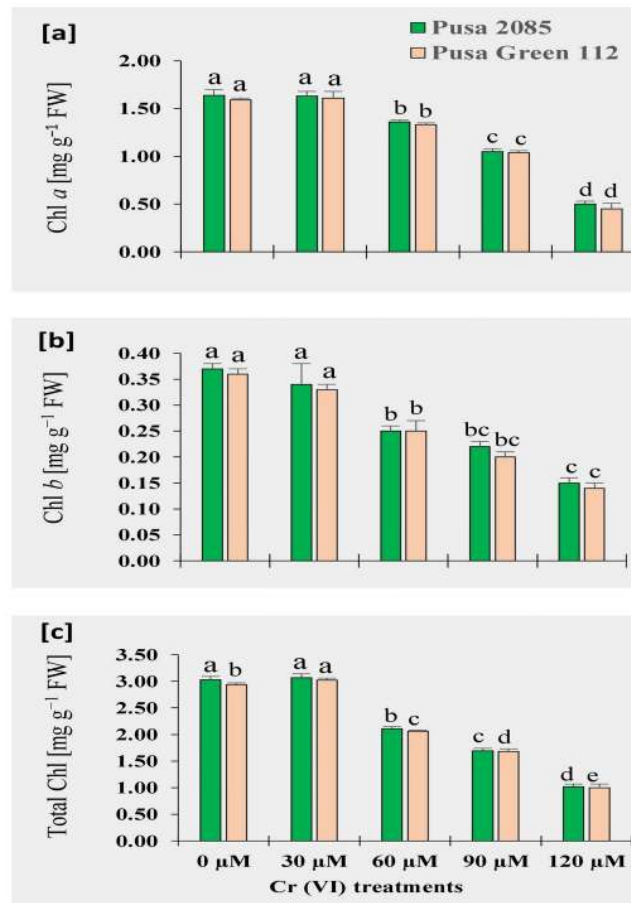 [a]
Pusa 2085
Pusa Green 112
Chl a [mg g⁻¹ FW]
2.00
1.50
1.00
0.50
0.00
a a a a b b c c d d
[b]
Chl b [mg g⁻¹ FW]
0.40
0.35
0.30
0.25
0.20
0.15
0.10
0.05
0.00
a a a a b b bc bc c c
[c]
Total Chl [mg g⁻¹ FW]
3.50
3.00
2.50
2.00
1.50
1.00
0.50
0.00
a b a a b c c d d e
0 µM 30 µM 60 µM 90 µM 120 µM
Cr (VI) treatments